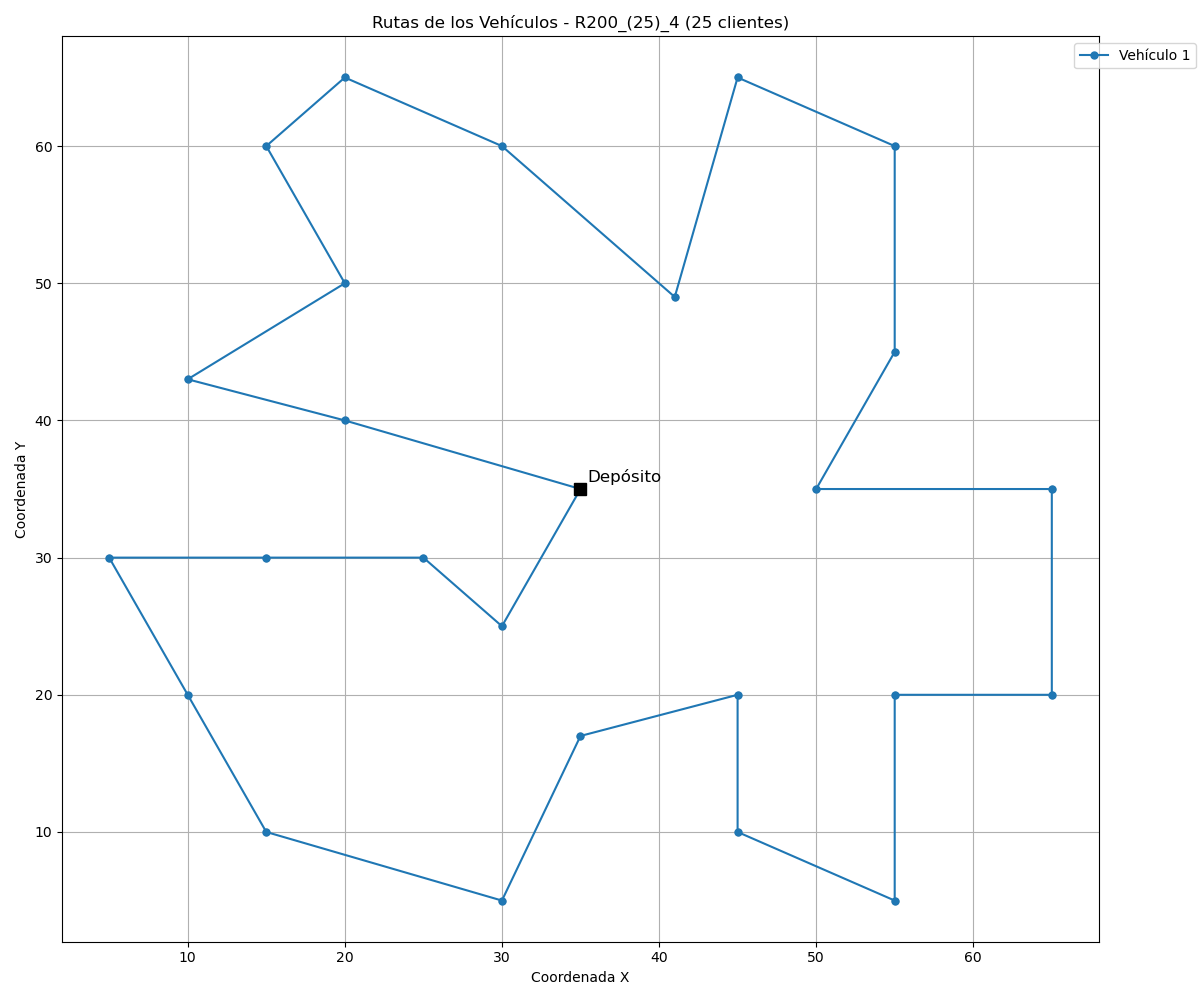 Rutas de los Vehículos - R200_(25)_4 (25 clientes)
Vehículo 1
60
50
40
30
20
10
Coordenada Y
Depósito
10 20 30 40 50 60
Coordenada X